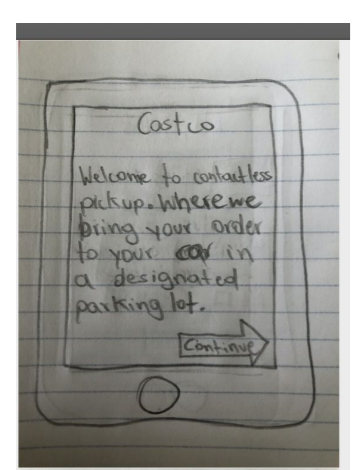 Costco
Welcome to contactless
pickup. Where we
bring your order
to your car in
a designated
parking lot.
Continue